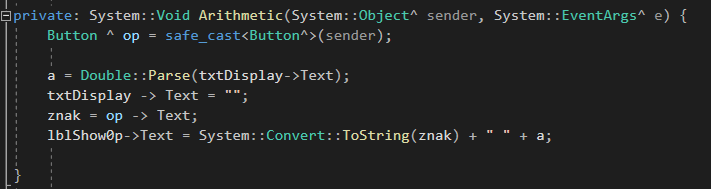 private: System::Void Arithmetic(System::Object^ sender, System::EventArgs^ e) {
Button ^ op = safe_cast<Button^>(sender);
a = Double::Parse(txtDisplay->Text);
txtDisplay -> Text = "";
znak = op -> Text;
lblShow0p->Text = System::Convert::ToString(znak) + " " + a;
}